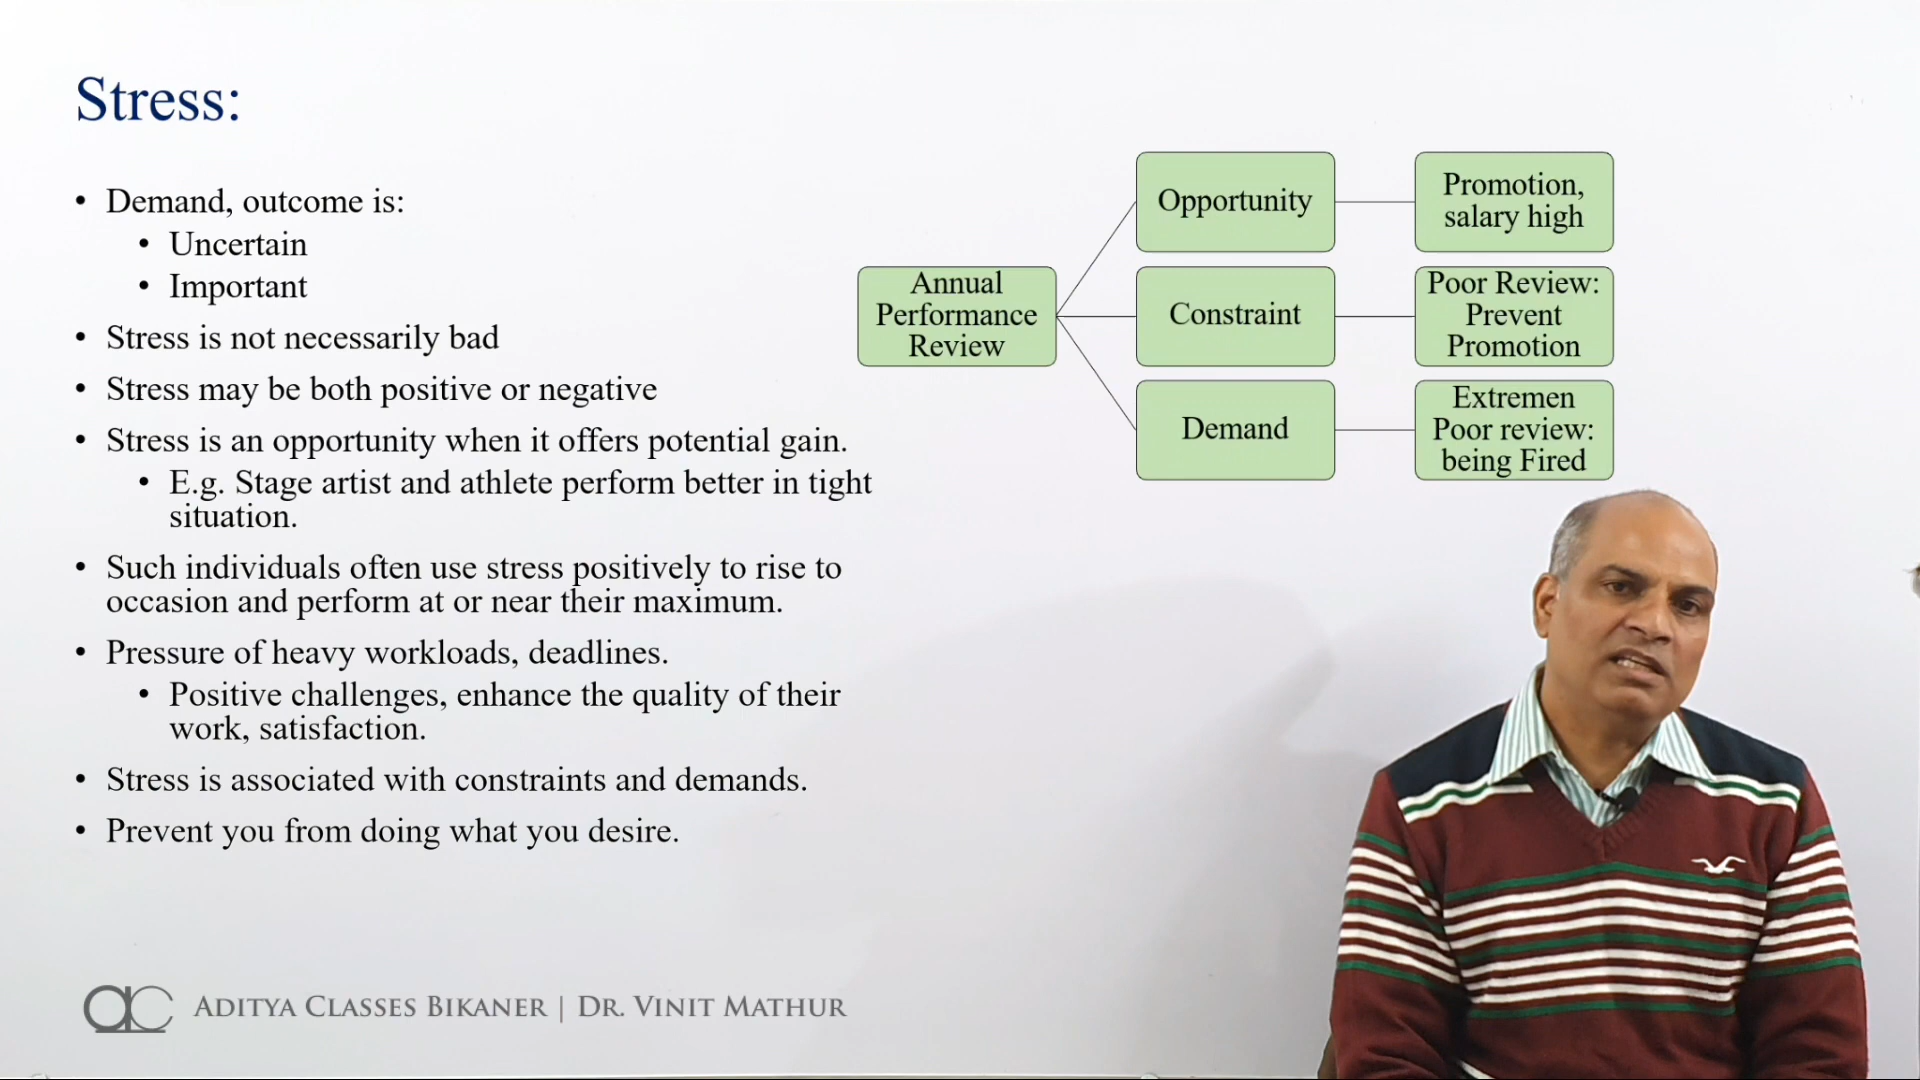 Stress:
• Demand, outcome is:
• Uncertain
• Important
• Stress is not necessarily bad
• Stress may be both positive or negative
• Stress is an opportunity when it offers potential gain.
• E.g. Stage artist and athlete perform better in tight
situation.
• Such individuals often use stress positively to rise to
occasion and perform at or near their maximum.
• Pressure of heavy workloads, deadlines.
• Positive challenges, enhance the quality of their
work, satisfaction.
• Stress is associated with constraints and demands.
• Prevent you from doing what you desire.
Annual
Performance
Review
Opportunity
Promotion,
salary high
Constraint
Poor Review:
Prevent
Promotion
Demand
Extremen
Poor review:
being Fired
ac ADITYA CLASSES BIKANER | DR. VINIT MATHUR